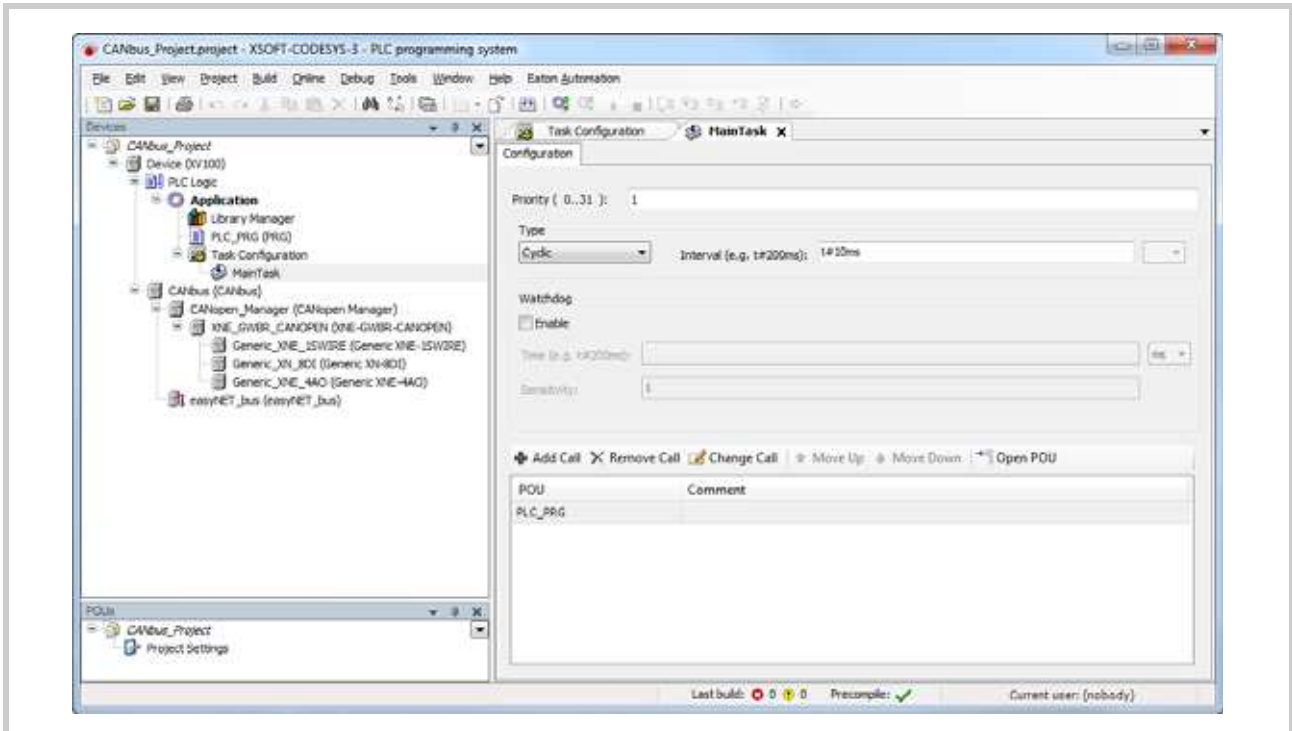 CANbus_Project.project - XSOFT-CODESYS-3 - PLC programming system
File Edit View Project Build Online Debug Tools Window Help Eaton Automation
Devices
CANbus_Project
Device (XV100)
PLC Logic
Application
Library Manager
PLC_PRG (PRG)
Task Configuration
MainTask
CANbus (CANbus)
CANopen_Manager (CANopen Manager)
XNE_GWBR_CANOPEN (XNE-GWBR-CANOPEN)
Generic_XNE_1SWIRE (Generic XNE-1SWIRE)
Generic_XN_8DI (Generic XN-8DI)
Generic_XNE_4AO (Generic XNE-4AO)
easyNET_bus (easyNET_bus)
POUs
CANbus_Project
Project Settings
Task Configuration MainTask
Configuration
Priority ( 0..31 ): 1
Type
Cyclic Interval (e.g. t#200ms): t#10ms
Watchdog
Enable
Time (e.g. t#200ms): ms
Sensitivity: 1
Add Call Remove Call Change Call Move Up Move Down Open POU
POU Comment
PLC_PRG
Last build: 0 0 Precompile: Current user: (nobody)